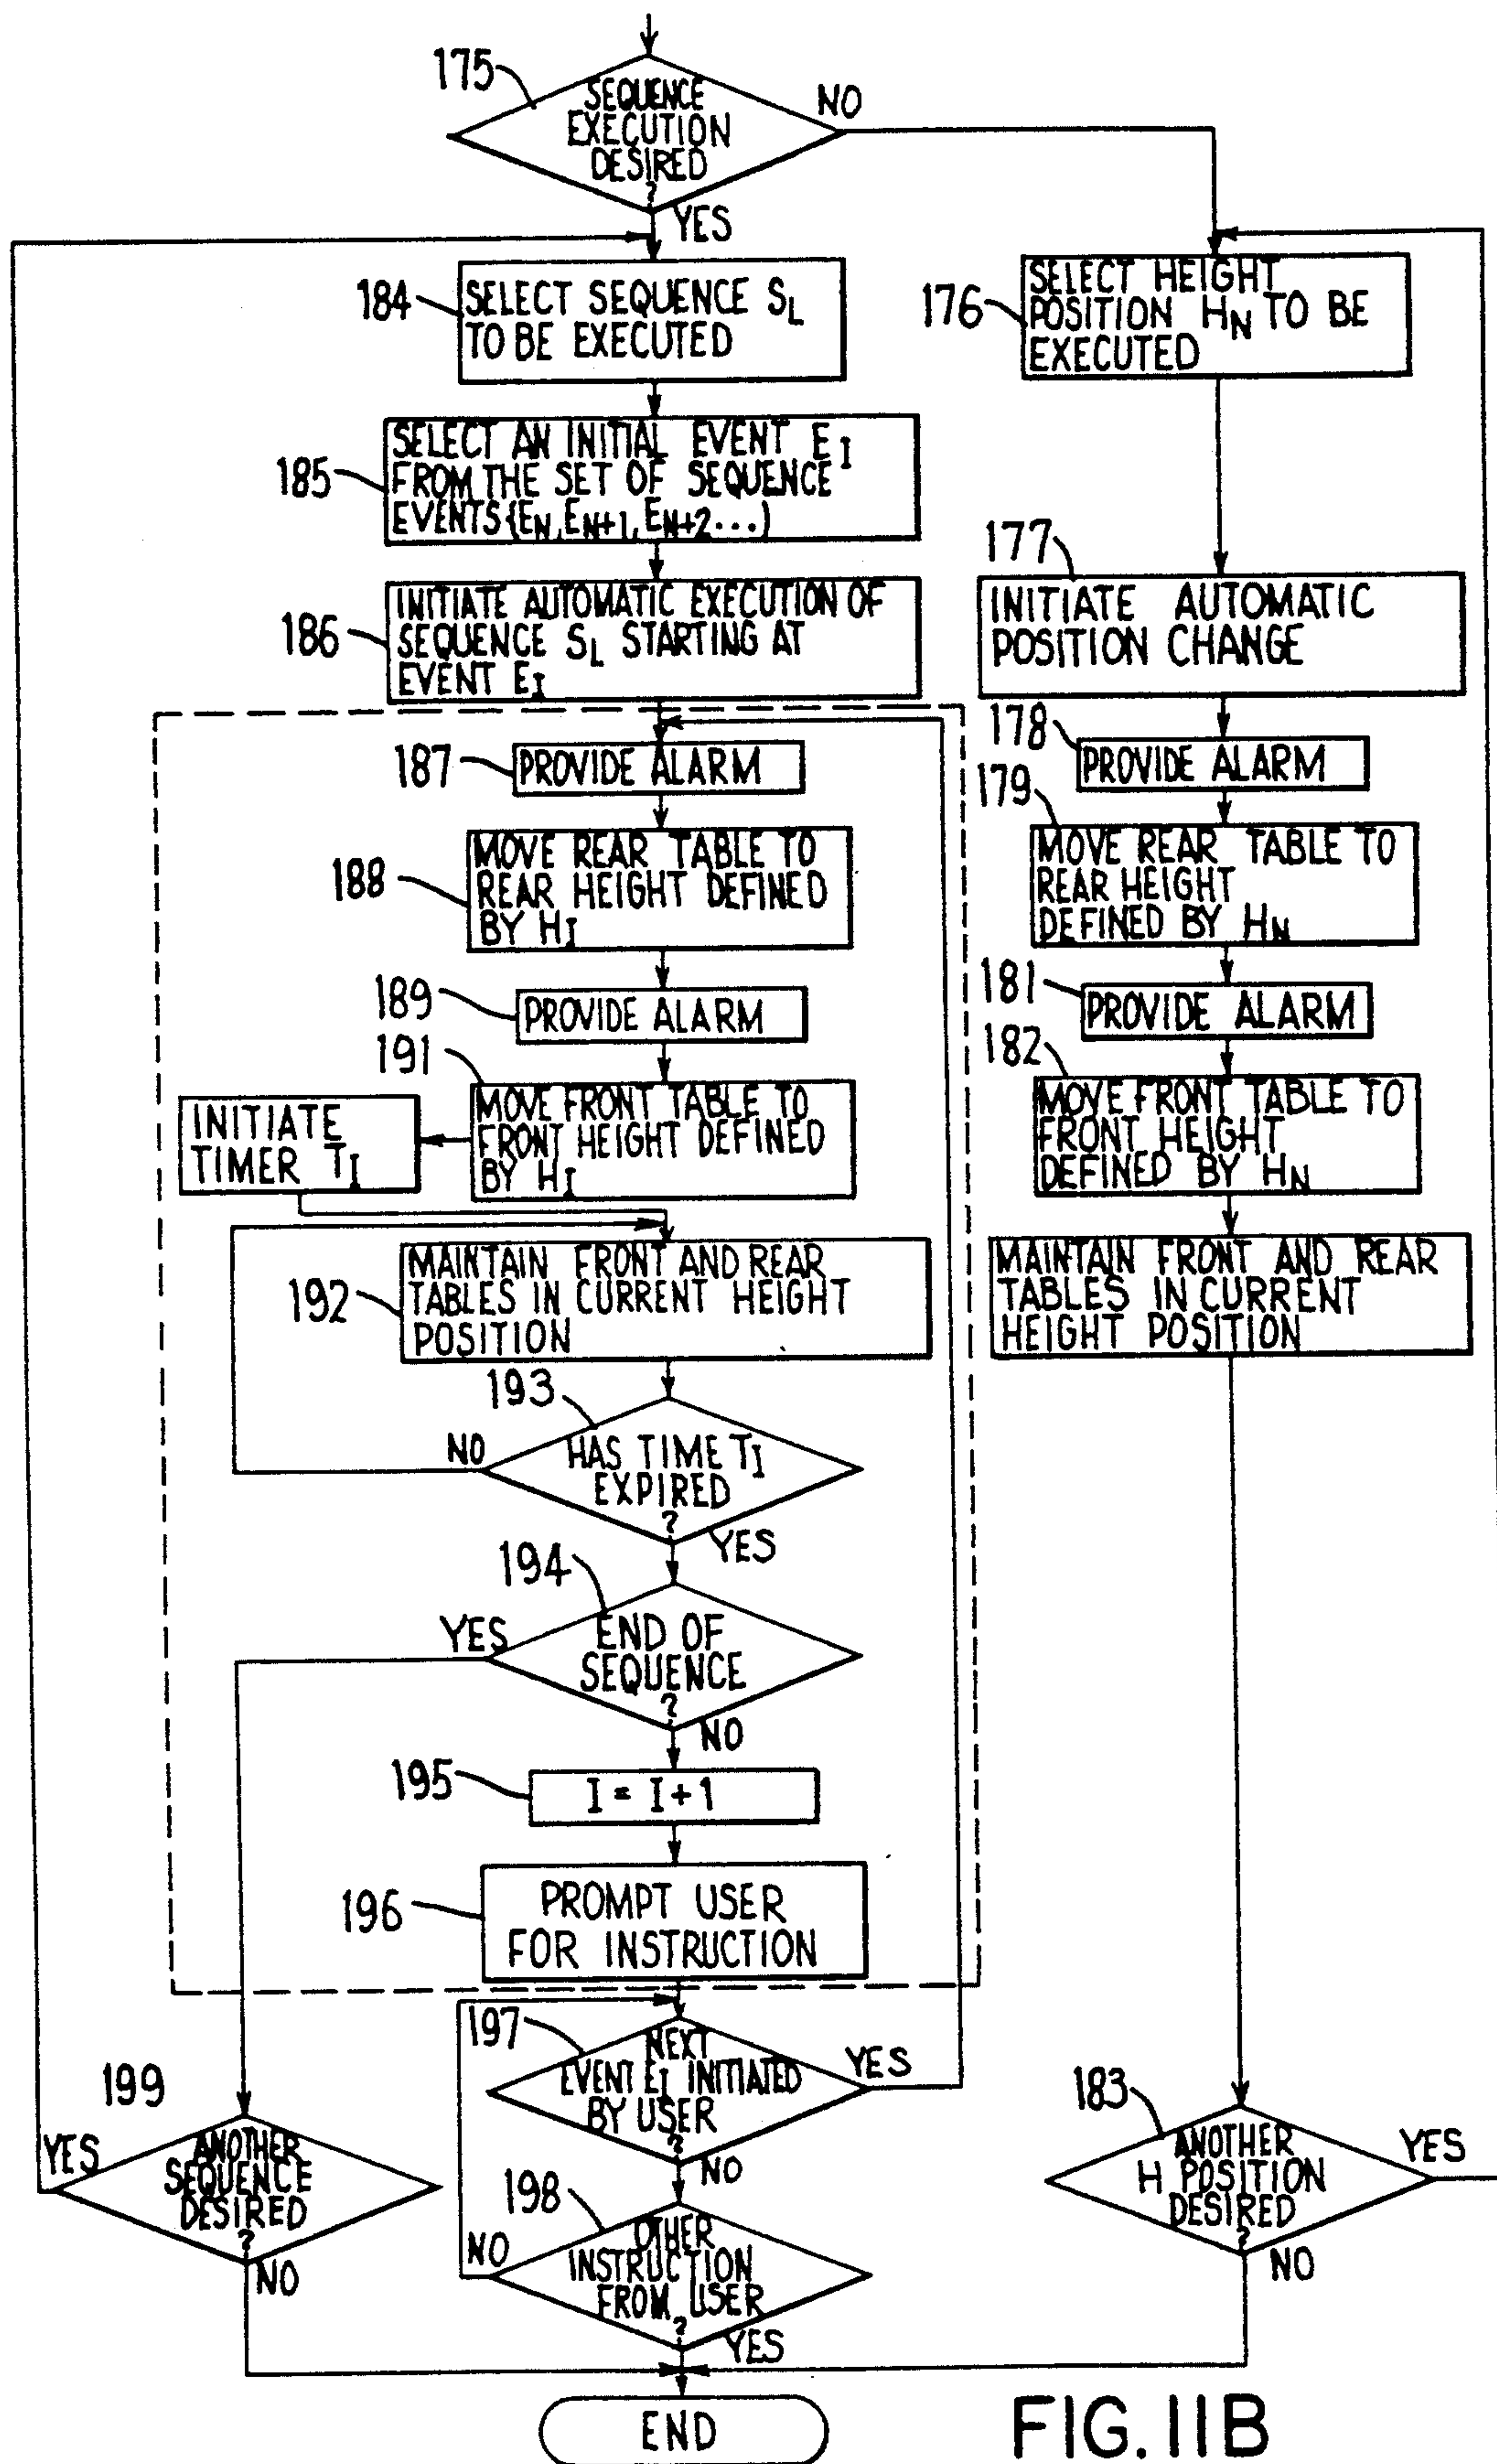 175
SEQUENCE
EXECUTION
DESIRED
?
NO
YES
184
SELECT SEQUENCE SL
TO BE EXECUTED
185
SELECT AN INITIAL EVENT EI
FROM THE SET OF SEQUENCE
EVENTS {EN, EN+1, EN+2...)
186
INITIATE AUTOMATIC EXECUTION OF
SEQUENCE SL STARTING AT
EVENT EI
187
PROVIDE ALARM
188
MOVE REAR TABLE TO
REAR HEIGHT DEFINED
BY HI
189
PROVIDE ALARM
191
MOVE FRONT TABLE TO
FRONT HEIGHT DEFINED
BY HI
INITIATE
TIMER TI
192
MAINTAIN FRONT AND REAR
TABLES IN CURRENT HEIGHT
POSITION
193
HAS TIME TI
EXPIRED
?
NO
YES
194
END OF
SEQUENCE
?
YES
NO
195
I = I+1
196
PROMPT USER
FOR INSTRUCTION
197
NEXT
EVENT EI INITIATED
BY USER
?
YES
NO
198
OTHER
INSTRUCTION
FROM USER
?
NO
YES
199
ANOTHER
SEQUENCE
DESIRED
?
YES
NO
176
SELECT HEIGHT
POSITION HN TO BE
EXECUTED
177
INITIATE AUTOMATIC
POSITION CHANGE
178
PROVIDE ALARM
179
MOVE REAR TABLE TO
REAR HEIGHT
DEFINED BY HN
181
PROVIDE ALARM
182
MOVE FRONT TABLE TO
FRONT HEIGHT
DEFINED BY HN
MAINTAIN FRONT AND REAR
TABLES IN CURRENT
HEIGHT POSITION
183
ANOTHER
H POSITION
DESIRED
?
YES
NO
END
FIG. 11B